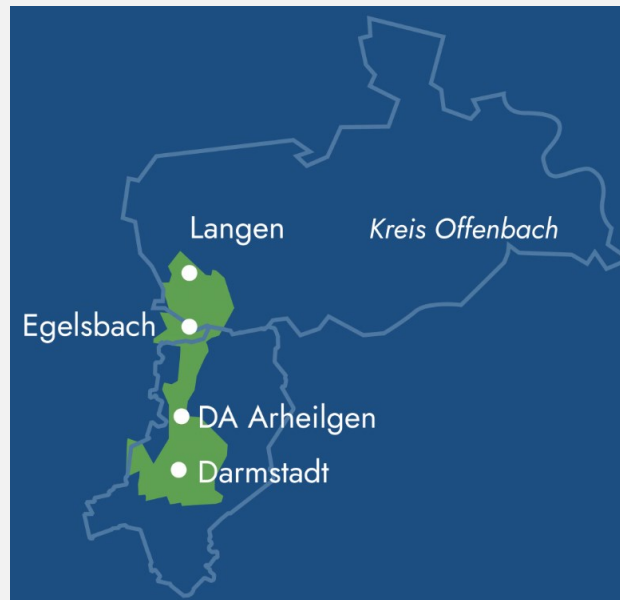 Langen
Kreis Offenbach
Egelsbach
DA Arheilgen
Darmstadt